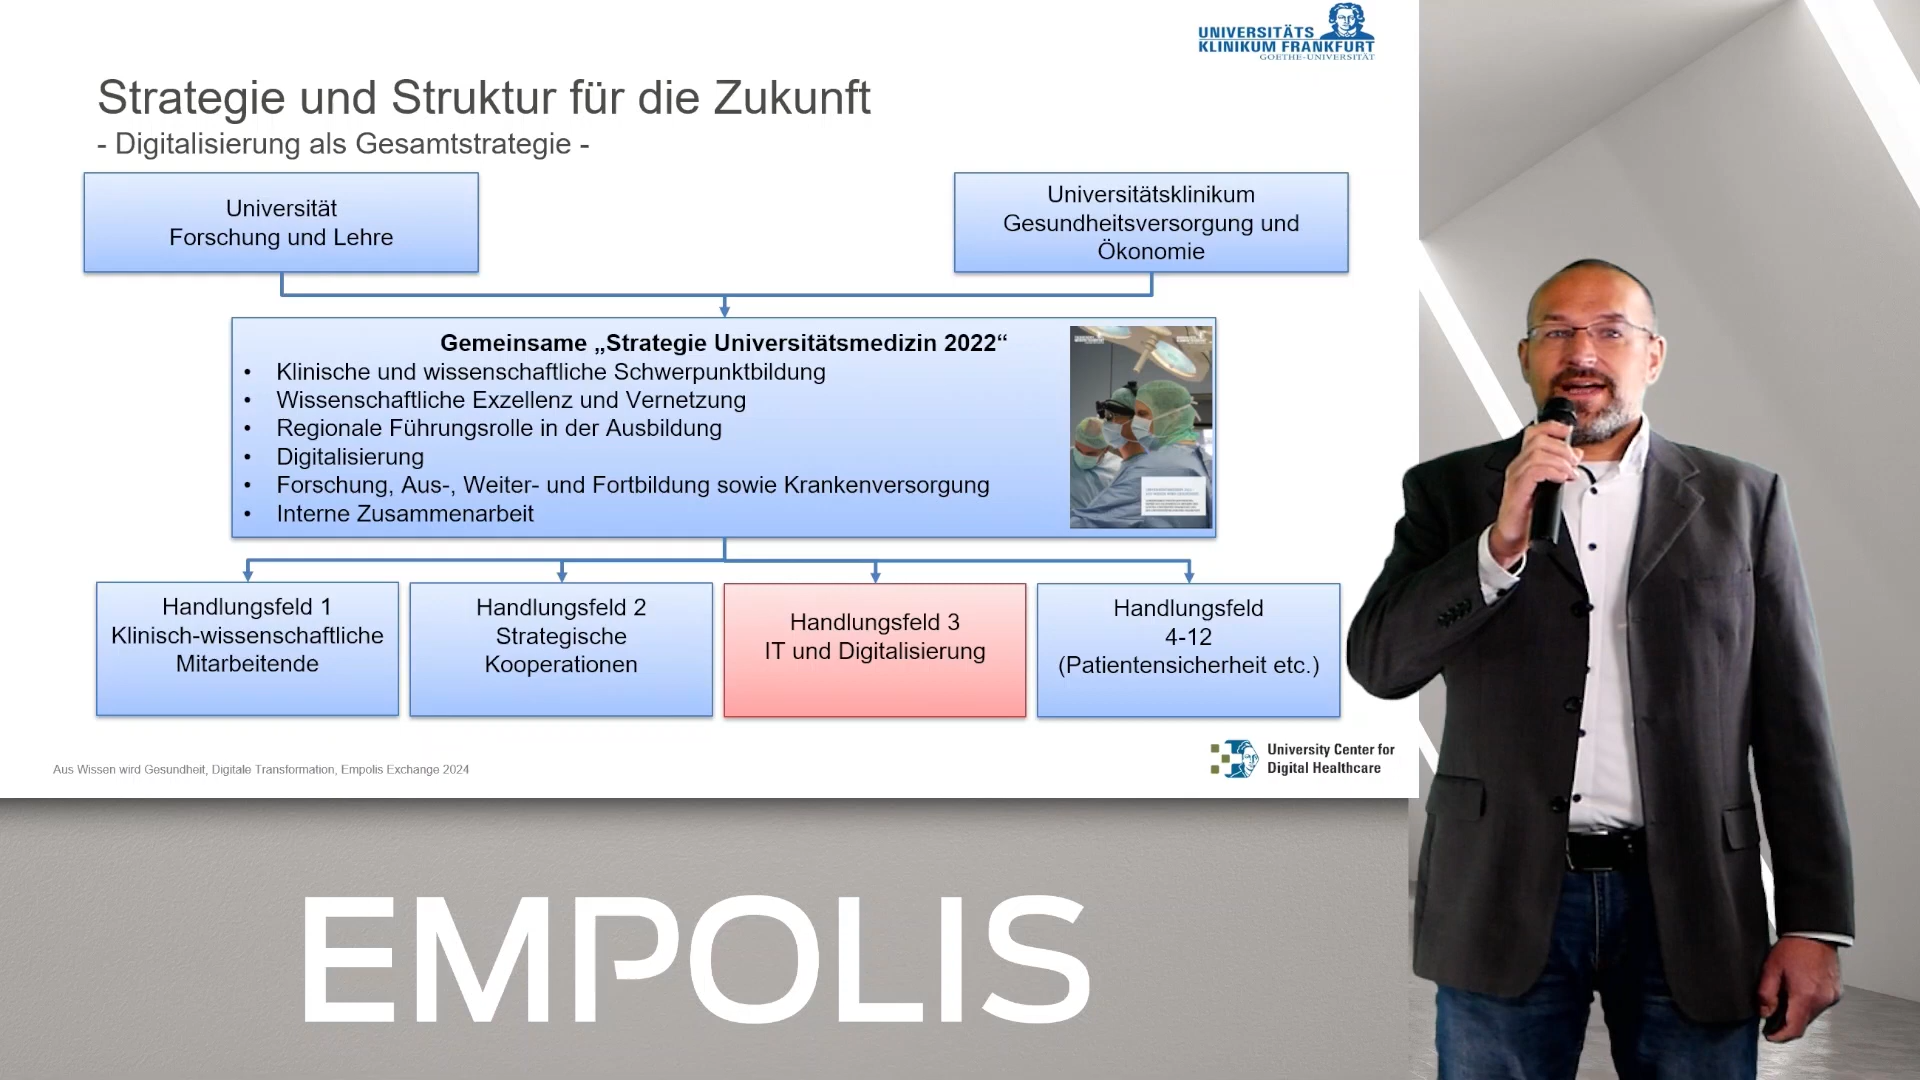 UNIVERSITÄTS
KLINIKUM FRANKFURT
GOETHE-UNIVERSITÄT
Strategie und Struktur für die Zukunft
- Digitalisierung als Gesamtstrategie -
Universität
Forschung und Lehre
Universitätsklinikum
Gesundheitsversorgung und
Ökonomie
Gemeinsame „Strategie Universitätsmedizin 2022“
• Klinische und wissenschaftliche Schwerpunktbildung
• Wissenschaftliche Exzellenz und Vernetzung
• Regionale Führungsrolle in der Ausbildung
• Digitalisierung
• Forschung, Aus-, Weiter- und Fortbildung sowie Krankenversorgung
• Interne Zusammenarbeit
Handlungsfeld 1
Klinisch-wissenschaftliche
Mitarbeitende
Handlungsfeld 2
Strategische
Kooperationen
Handlungsfeld 3
IT und Digitalisierung
Handlungsfeld
4-12
(Patientensicherheit etc.)
Aus Wissen wird Gesundheit, Digitale Transformation, Empolis Exchange 2024
University Center for
Digital Healthcare
EMPOLIS